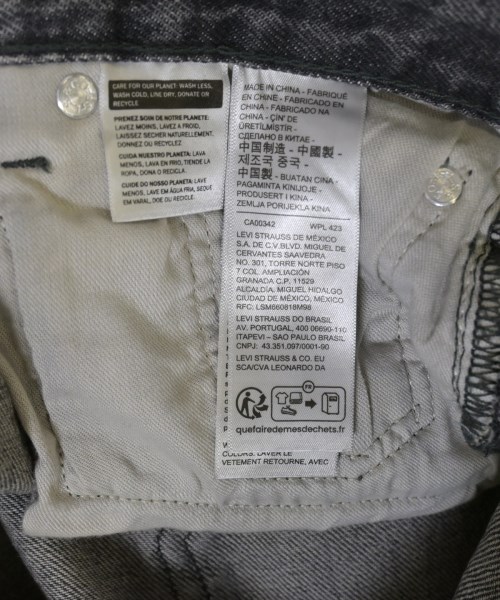 CARE FOR OUR PLANET: WASH LESS,
WASH COLD, LINE DRY, DONATE OR
RECYCLE
PRENEZ SOIN DE NOTRE PLANÈTE:
LAVEZ MOINS, LAVEZ A FROID,
LAISSEZ SÉCHER NATURELLEMENT.
DONNEZ OU RECYCLEZ
CUIDA NUESTRO PLANETA: LAVA
MENOS, LAVA EN FRIO, TIENDE LA
ROPA, DONA O RECICLA.
CUIDE DO NOSSO PLANETA: LAVE
MENOS, LAVE EM ÁGUA FRIA, SEQUE
EM VARAL, DOE OU RECICLE.
MADE IN CHINA - FABRIQUÉ
EN CHINE - FABRICADO EN
CHINA - FABRICADO NA
CHINA - ÇİN' DE
ÜRETİLMİŞTİR -
СДЕЛАНО В КИТАЕ -
中国制造 - 中國製 -
제조국 중국 -
中国製 - BUATAN CINA -
PAGAMINTA KINIJOJE -
PRODUSERT I KINA -
ZEMLJA PORIJEKLA KINA
CA00342 WPL 423
LEVI STRAUSS DE MÉXICO
S.A. DE C.V. BLVD. MIGUEL DE
CERVANTES SAAVEDRA
NO. 301, TORRE NORTE PISO
7 COL. AMPLIACIÓN
GRANADA C.P. 11529
ALCALDÍA, MIGUEL HIDALGO
CIUDAD DE MÉXICO, MÉXICO
RFC: LSM660818M98
LEVI STRAUSS DO BRASIL
AV. PORTUGAL, 400 06690-110
ITAPEVI - SAO PAULO BRASIL
CNPJ: 43.351.097/0001-90
LEVI STRAUSS & CO. EU
SCA/CVA LEONARDO DA
FR
quefairedemesdechets.fr
COLORS. LAVER LE
VETEMENT RETOURNE, AVEC